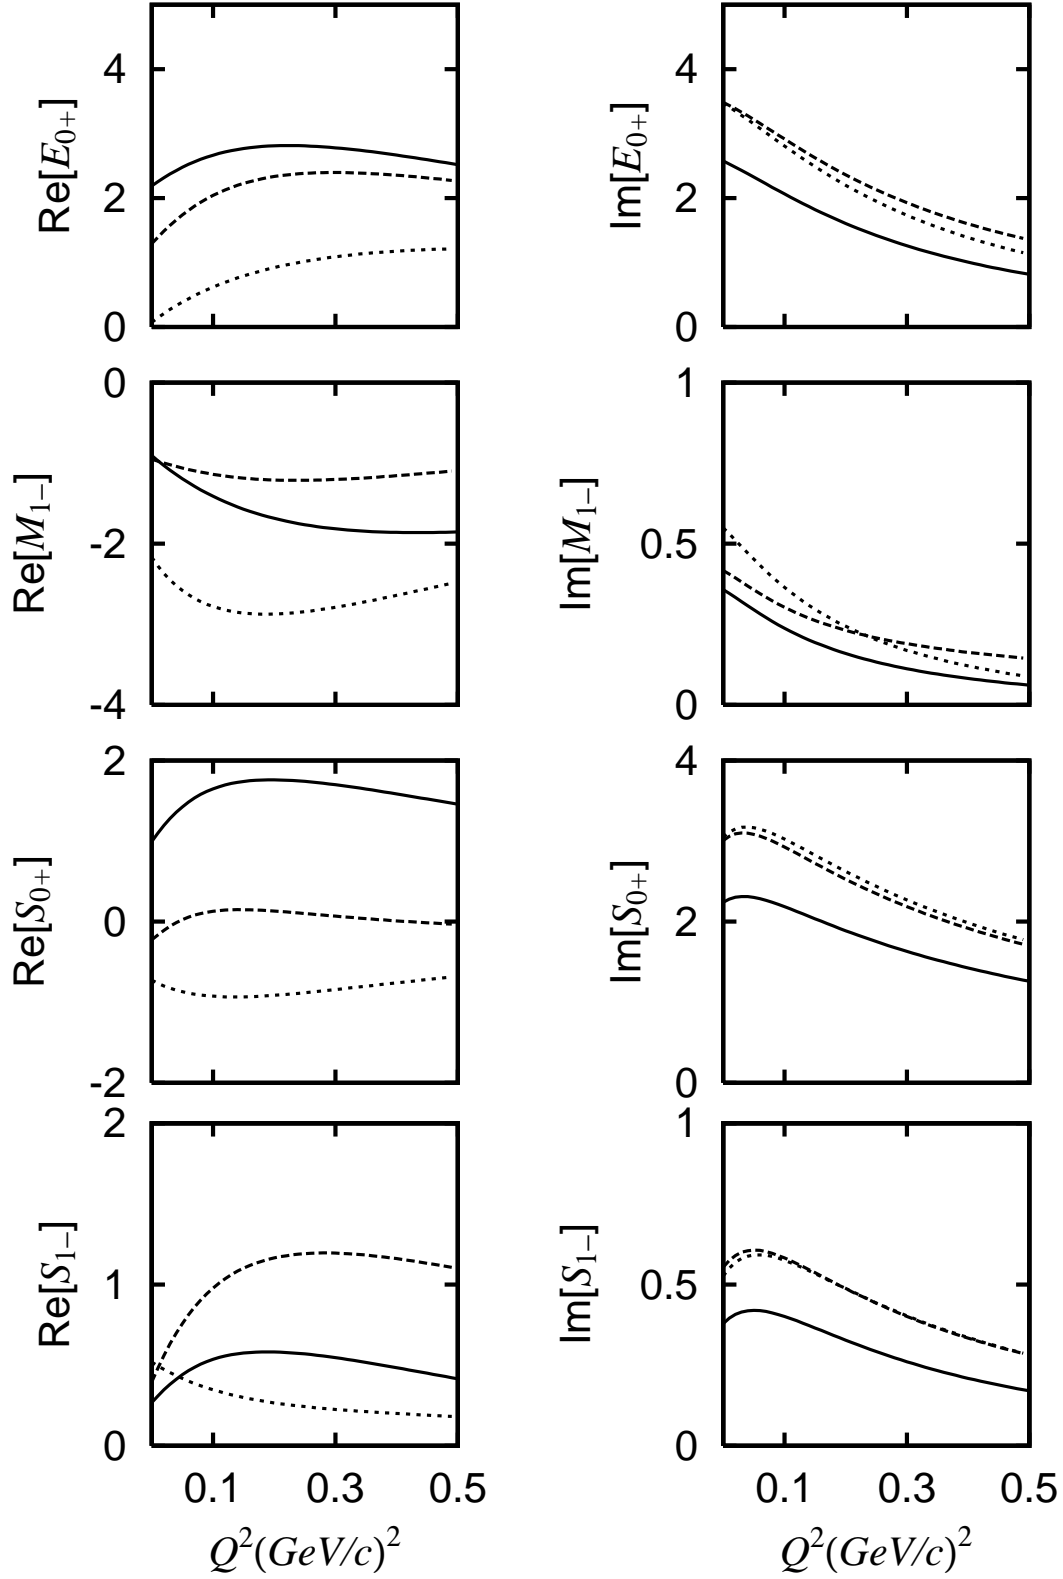 4
2
0
Re[E0+]
4
2
0
Im[E0+]
0
-2
-4
Re[M1−]
1
0.5
0
Im[M1−]
2
0
-2
Re[S0+]
4
2
0
Im[S0+]
2
1
0
Re[S1−]
0.1 0.3 0.5
Q²(GeV/c)²
1
0.5
0
Im[S1−]
0.1 0.3 0.5
Q²(GeV/c)²